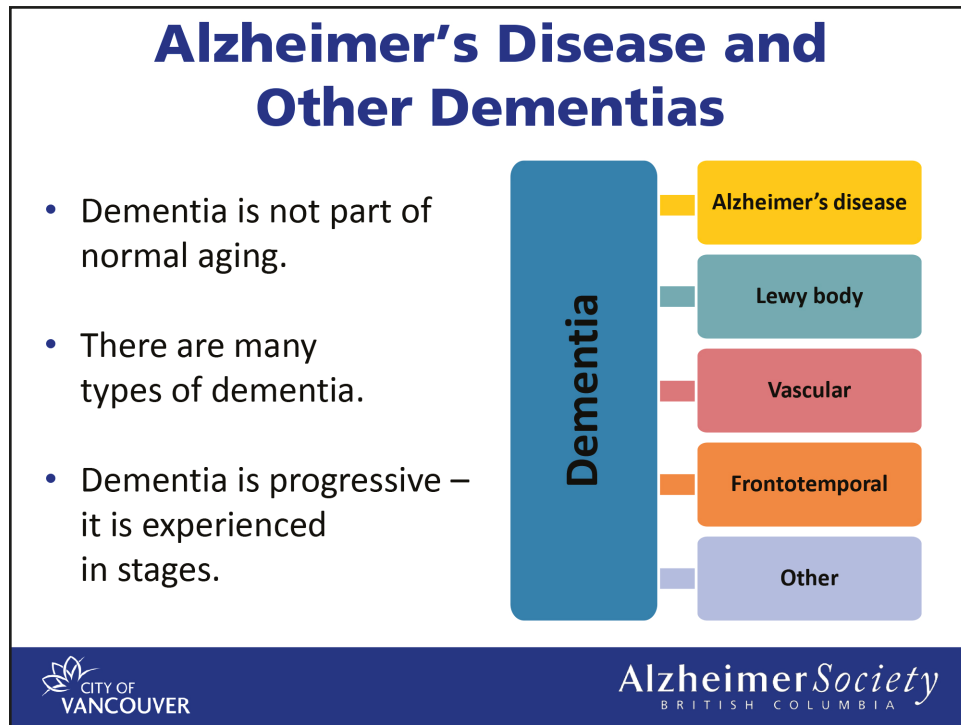 Alzheimer’s Disease and
Other Dementias
• Dementia is not part of
normal aging.
• There are many
types of dementia.
• Dementia is progressive –
it is experienced
in stages.
Dementia
Alzheimer’s disease
Lewy body
Vascular
Frontotemporal
Other
CITY OF
VANCOUVER
AlzheimerSociety
BRITISH COLUMBIA